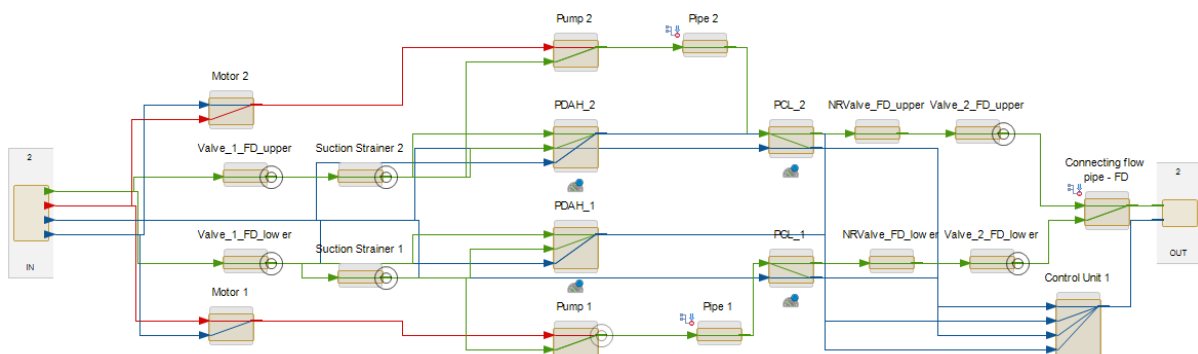 Pump 2
Pipe 2
Motor 2
PDAH_2
PCL_2
NRValve_FD_upper
Valve_2_FD_upper
Valve_1_FD_upper
Suction Strainer 2
2
IN
Connecting flow
pipe - FD
2
OUT
PDAH_1
Valve_1_FD_lower
Suction Strainer 1
PCL_1
NRValve_FD_lower
Valve_2_FD_lower
Control Unit 1
Motor 1
Pump 1
Pipe 1